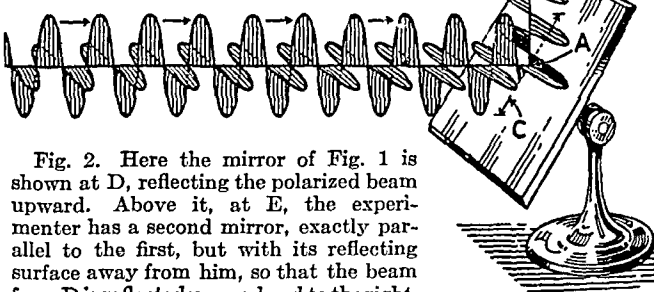 A
C
Fig. 2. Here the mirror of Fig. 1 is
shown at D, reflecting the polarized beam
upward. Above it, at E, the experi-
menter has a second mirror, exactly par-
allel to the first, but with its reflecting
surface away from him, so that the beam